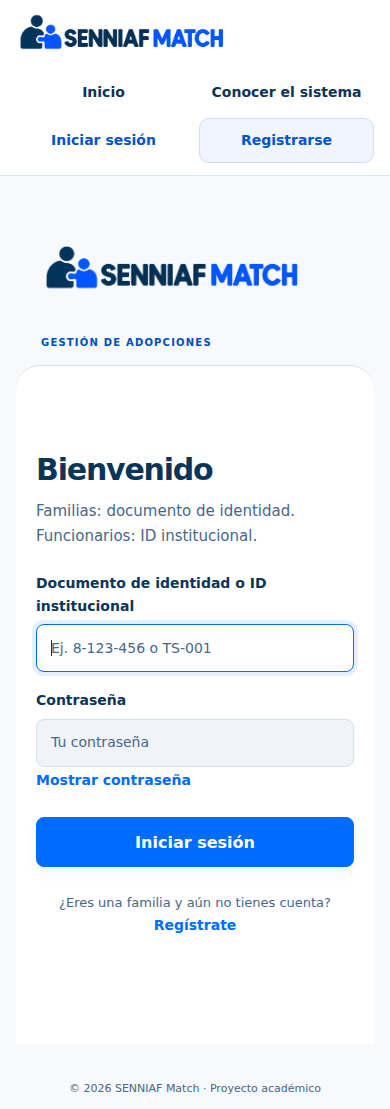 SENNIAF MATCH
Inicio
Conocer el sistema
Iniciar sesión
Registrarse
SENNIAF MATCH
GESTIÓN DE ADOPCIONES
Bienvenido
Familias: documento de identidad.
Funcionarios: ID institucional.
Documento de identidad o ID
institucional
Ej. 8-123-456 o TS-001
Contraseña
Tu contraseña
Mostrar contraseña
Iniciar sesión
¿Eres una familia y aún no tienes cuenta?
Regístrate
© 2026 SENNIAF Match · Proyecto académico